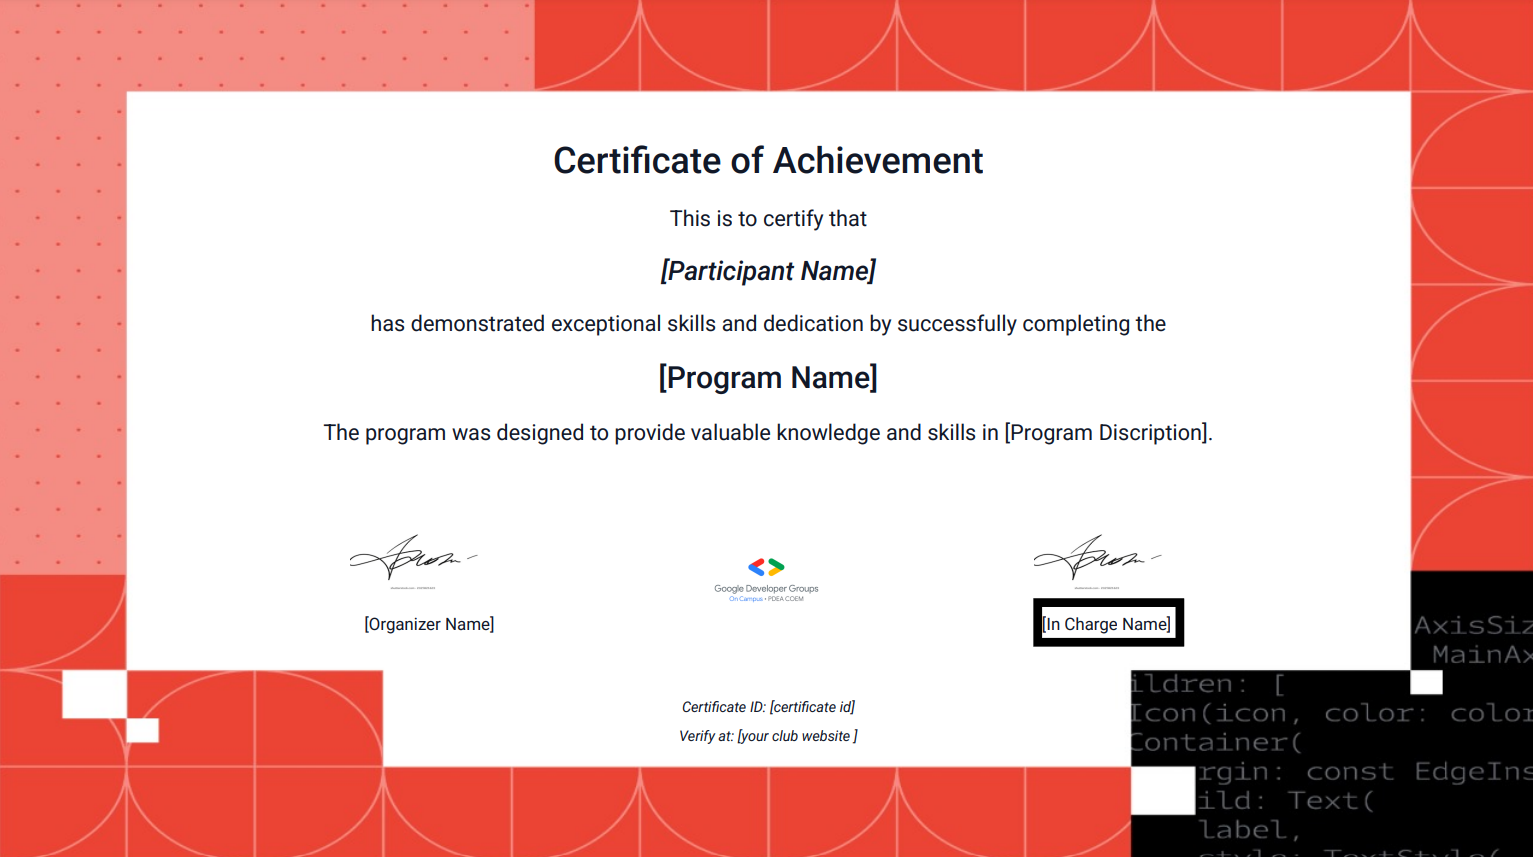 Certificate of Achievement
This is to certify that
[Participant Name]
has demonstrated exceptional skills and dedication by successfully completing the
[Program Name]
The program was designed to provide valuable knowledge and skills in [Program Discription].
Google Developer Groups
On Campus • PDEA COEM
[Organizer Name]
[In Charge Name]
Certificate ID: [certificate id]
Verify at: [your club website ]
AxisSiz
MainAx
ildren: [
Icon(icon, color: color
Container(
rgin: const EdgeIns
ild: Text(
label,
style: TextStyle(